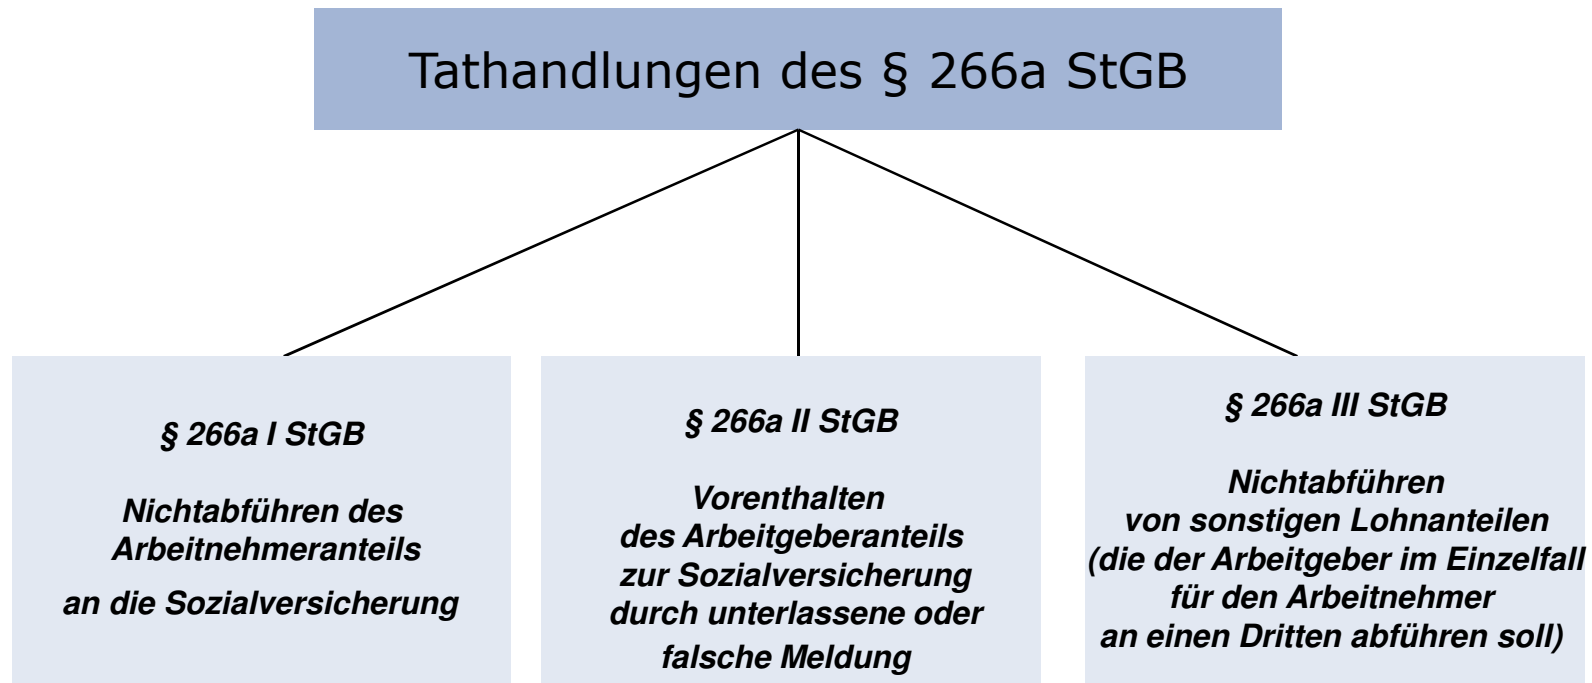 Tathandlungen des § 266a StGB
§ 266a I StGB
Nichtabführen des
Arbeitnehmeranteils
an die Sozialversicherung
§ 266a II StGB
Vorenthalten
des Arbeitgeberanteils
zur Sozialversicherung
durch unterlassene oder
falsche Meldung
§ 266a III StGB
Nichtabführen
von sonstigen Lohnanteilen
(die der Arbeitgeber im Einzelfall
für den Arbeitnehmer
an einen Dritten abführen soll)